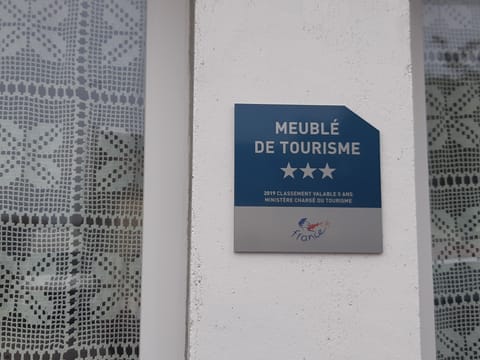 MEUBLÉ
DE TOURISME
2019 CLASSEMENT VALABLE 5 ANS
MINISTÈRE CHARGÉ DU TOURISME
france